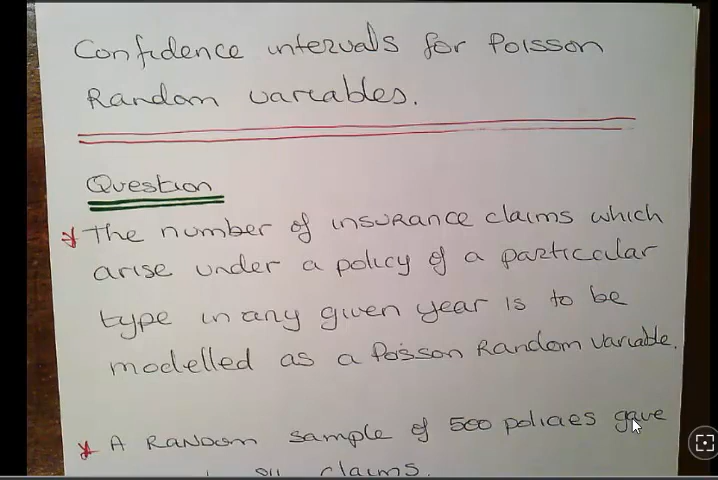 Confidence intervals for Poisson
Random variables.
Question
* The number of insurance claims which
arise under a policy of a particular
type in any given year is to be
modelled as a Poisson Random Variable.
* A Random sample of 500 policies gave
claims.